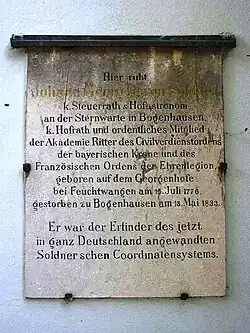 Hier ruht
Johann Georg
k. Steuerrath & Hofastronom
an der Sternwarte in Bogenhausen,
k. Hofrath und ordentliches Mitglied
der Akademie Ritter des Civilverdienstordens
der bayerischen Krone und des
Französischen Ordens der Ehrenlegion,
geboren auf dem Georgenhofe
bei Feuchtwangen am 16. Juli 1776.
gestorben zu Bogenhausen am 13. Mai 1833.
Er war der Erfinder des jetzt
in ganz Deutschland angewandten
Soldner'schen Coordinatensystems.